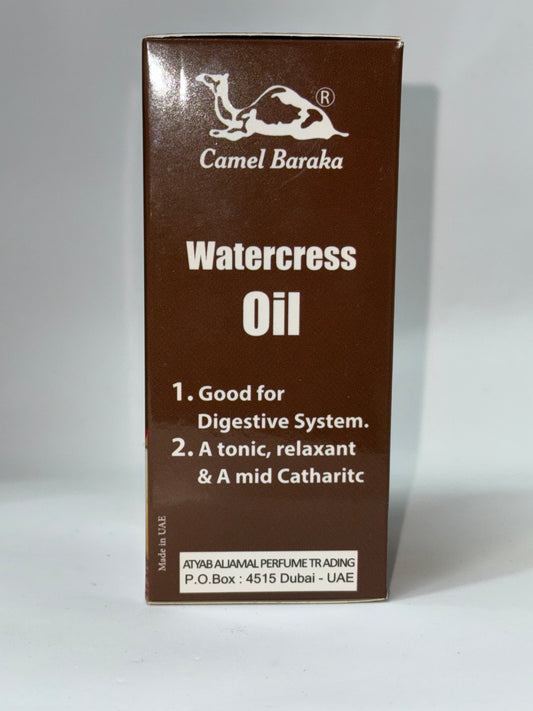 ®
Camel Baraka
Watercress
Oil
1. Good for
Digestive System.
2. A tonic, relaxant
& A mid Catharitc
Made in UAE
ATYAB ALJAMAL PERFUME TRADING
P.O.Box : 4515 Dubai - UAE